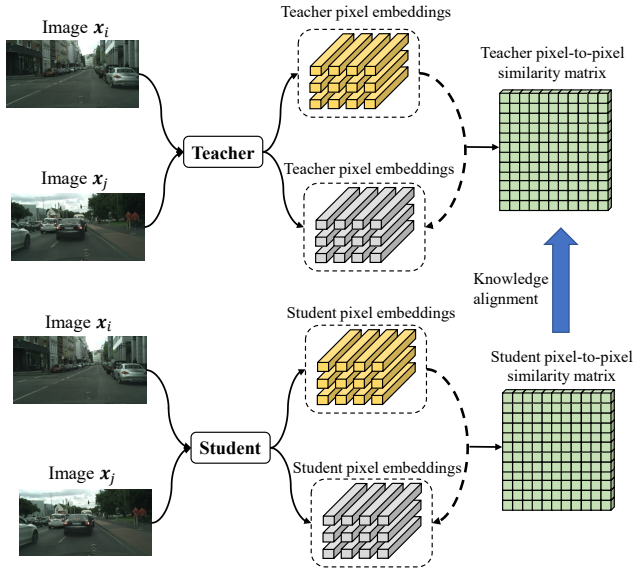 Image xᵢ
Teacher pixel embeddings
Teacher pixel-to-pixel
similarity matrix
Teacher
Image xⱼ
Teacher pixel embeddings
Knowledge
alignment
Image xᵢ
Student pixel embeddings
Student pixel-to-pixel
similarity matrix
Student
Image xⱼ
Student pixel embeddings